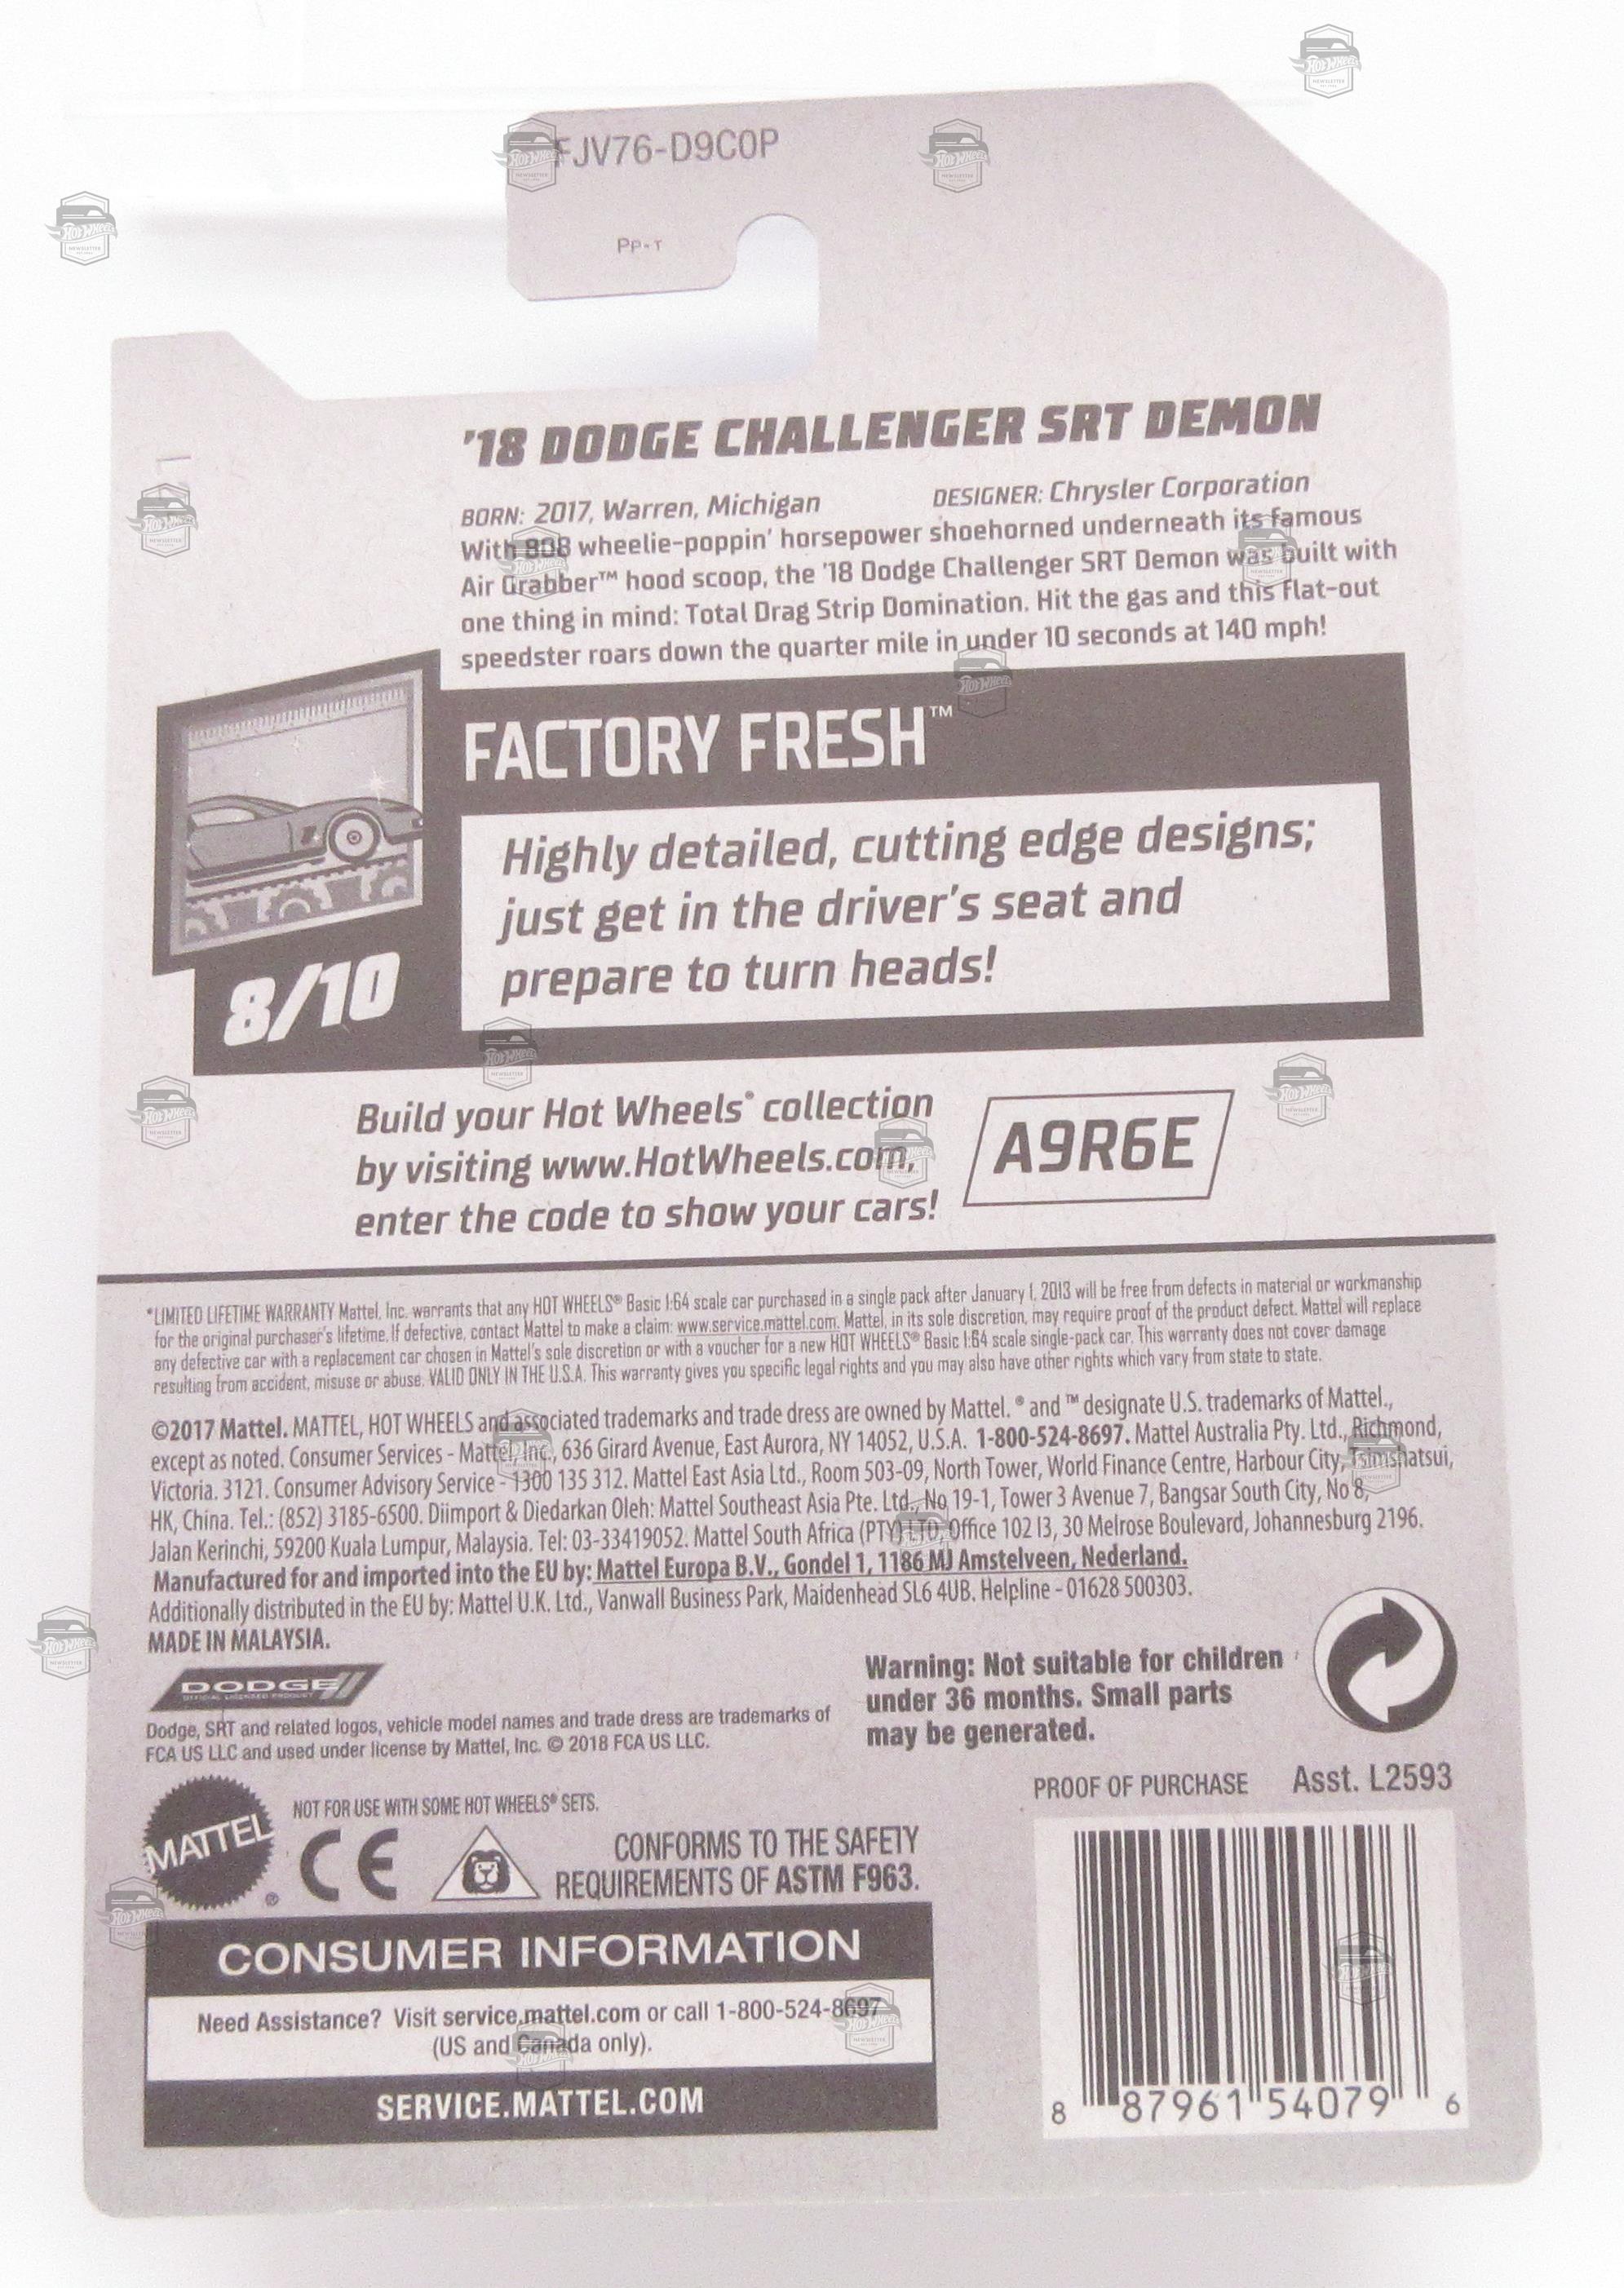 FJV76-D9C0P
PP-T
'18 DODGE CHALLENGER SRT DEMON
BORN: 2017, Warren, Michigan DESIGNER: Chrysler Corporation
With 808 wheelie-poppin' horsepower shoehorned underneath its famous
Air Grabber™ hood scoop, the '18 Dodge Challenger SRT Demon was built with
one thing in mind: Total Drag Strip Domination. Hit the gas and this flat-out
speedster roars down the quarter mile in under 10 seconds at 140 mph!
FACTORY FRESH™
Highly detailed, cutting edge designs;
just get in the driver's seat and
prepare to turn heads!
8/10
Build your Hot Wheels® collection
by visiting www.HotWheels.com,
enter the code to show your cars!
A9R6E
*LIMITED LIFETIME WARRANTY Mattel, Inc. warrants that any HOT WHEELS® Basic 1:64 scale car purchased in a single pack after January 1, 2013 will be free from defects in material or workmanship
for the original purchaser's lifetime. If defective, contact Mattel to make a claim: www.service.mattel.com. Mattel, in its sole discretion, may require proof of the product defect. Mattel will replace
any defective car with a replacement car chosen in Mattel's sole discretion or with a voucher for a new HOT WHEELS® Basic 1:64 scale single-pack car. This warranty does not cover damage
resulting from accident, misuse or abuse. VALID ONLY IN THE U.S.A. This warranty gives you specific legal rights and you may also have other rights which vary from state to state.
©2017 Mattel. MATTEL, HOT WHEELS and associated trademarks and trade dress are owned by Mattel. ® and ™ designate U.S. trademarks of Mattel.,
except as noted. Consumer Services - Mattel, Inc., 636 Girard Avenue, East Aurora, NY 14052, U.S.A. 1-800-524-8697. Mattel Australia Pty. Ltd., Richmond,
Victoria. 3121. Consumer Advisory Service - 1300 135 312. Mattel East Asia Ltd., Room 503-09, North Tower, World Finance Centre, Harbour City, Tsimshatsui,
HK, China. Tel.: (852) 3185-6500. Diimport & Diedarkan Oleh: Mattel Southeast Asia Pte. Ltd., No 19-1, Tower 3 Avenue 7, Bangsar South City, No 8,
Jalan Kerinchi, 59200 Kuala Lumpur, Malaysia. Tel: 03-33419052. Mattel South Africa (PTY) LTD, Office 102 I3, 30 Melrose Boulevard, Johannesburg 2196.
Manufactured for and imported into the EU by: Mattel Europa B.V., Gondel 1, 1186 MJ Amstelveen, Nederland.
Additionally distributed in the EU by: Mattel U.K. Ltd., Vanwall Business Park, Maidenhead SL6 4UB. Helpline - 01628 500303.
MADE IN MALAYSIA.
DODGE
OFFICIAL LICENSED PRODUCT
Dodge, SRT and related logos, vehicle model names and trade dress are trademarks of
FCA US LLC and used under license by Mattel, Inc. © 2018 FCA US LLC.
Warning: Not suitable for children
under 36 months. Small parts
may be generated.
PROOF OF PURCHASE Asst. L2593
MATTEL®
NOT FOR USE WITH SOME HOT WHEELS® SETS.
CE
CONFORMS TO THE SAFETY
REQUIREMENTS OF ASTM F963.
CONSUMER INFORMATION
Need Assistance? Visit service.mattel.com or call 1-800-524-8697
(US and Canada only).
SERVICE.MATTEL.COM
8 87961 54079 6
HOT WHEELS
NEWSLETTER